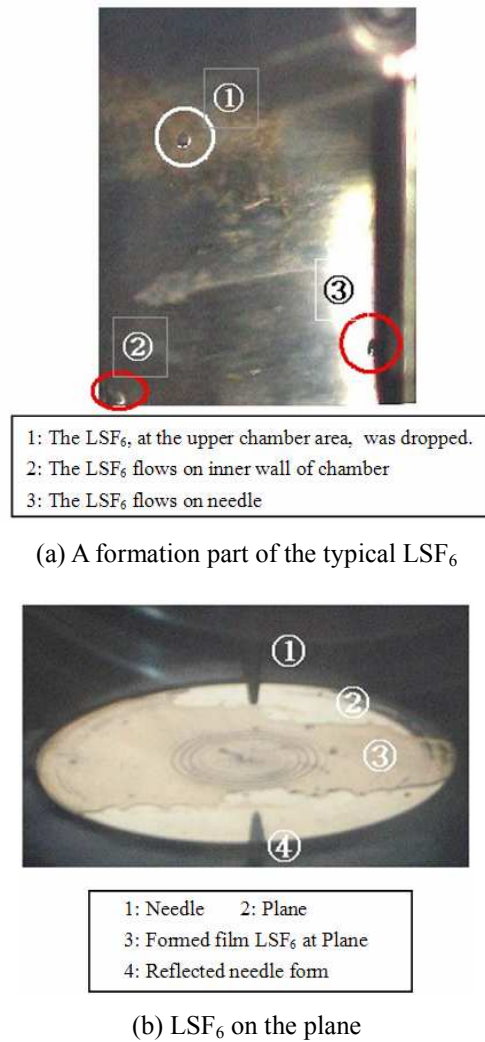 ①
②
③
1: The LSF₆, at the upper chamber area, was dropped.
2: The LSF₆ flows on inner wall of chamber
3: The LSF₆ flows on needle
(a) A formation part of the typical LSF₆
①
②
③
④
1: Needle 2: Plane
3: Formed film LSF₆ at Plane
4: Reflected needle form
(b) LSF₆ on the plane